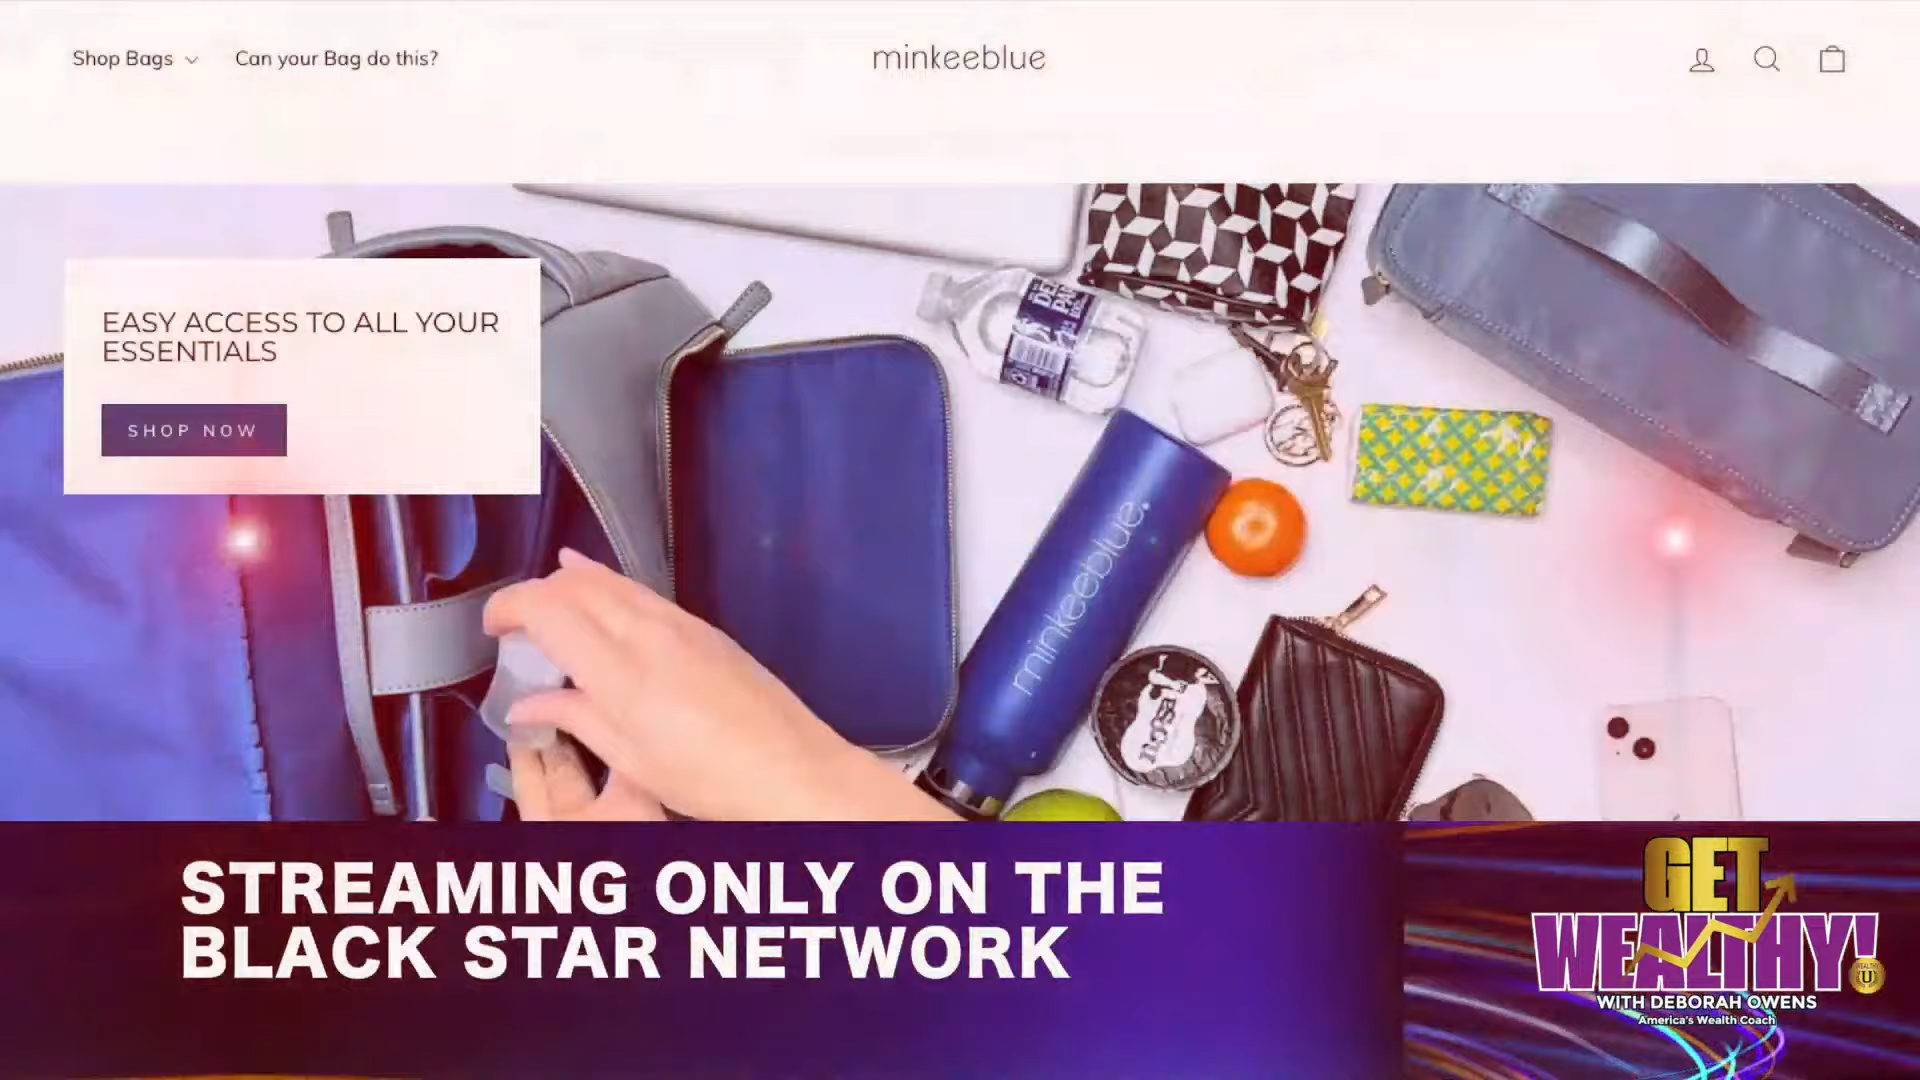 Shop Bags
Can your Bag do this?
minkeeblue
EASY ACCESS TO ALL YOUR
ESSENTIALS
SHOP NOW
minkeeblue.
STREAMING ONLY ON THE
BLACK STAR NETWORK
GET
WEALTHY!
U
WITH DEBORAH OWENS
America's Wealth Coach